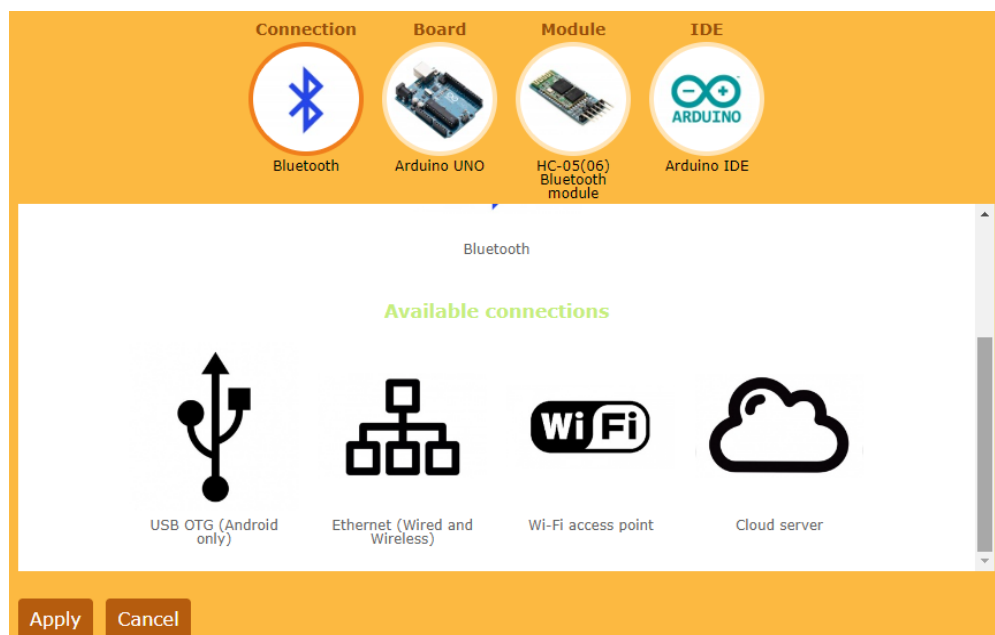 Connection Board Module IDE
ARDUINO
Bluetooth Arduino UNO HC-05(06) Arduino IDE
Bluetooth
module
Bluetooth
Available connections
WiFi
USB OTG (Android Ethernet (Wired and Wi-Fi access point Cloud server
only) Wireless)
Apply Cancel